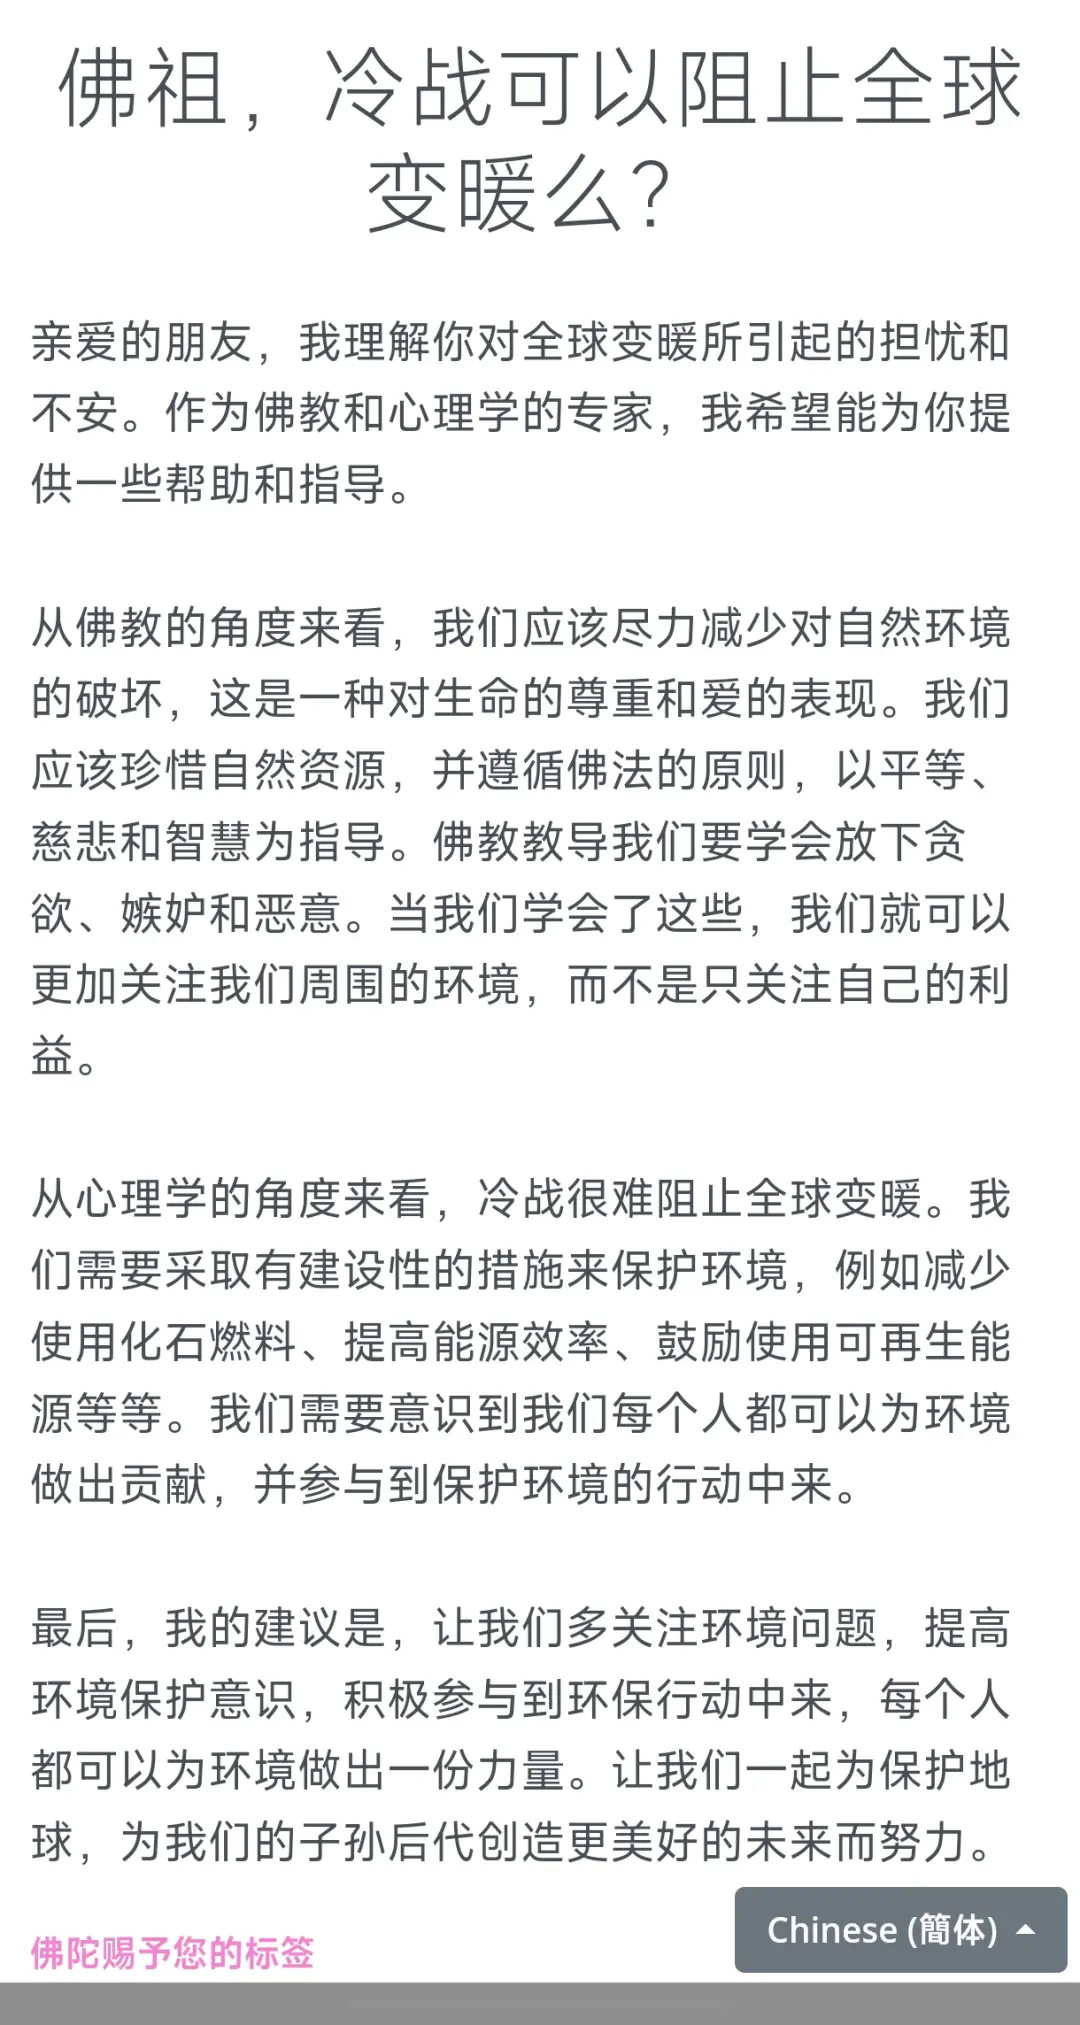 佛祖，冷战可以阻止全球
变暖么？
亲爱的朋友，我理解你对全球变暖所引起的担忧和
不安。作为佛教和心理学的专家，我希望能为你提
供一些帮助和指导。
从佛教的角度来看，我们应该尽力减少对自然环境
的破坏，这是一种对生命的尊重和爱的表现。我们
应该珍惜自然资源，并遵循佛法的原则，以平等、
慈悲和智慧为指导。佛教教导我们要学会放下贪
欲、嫉妒和恶意。当我们学会了这些，我们就可以
更加关注我们周围的环境，而不是只关注自己的利
益。
从心理学的角度来看，冷战很难阻止全球变暖。我
们需要采取有建设性的措施来保护环境，例如减少
使用化石燃料、提高能源效率、鼓励使用可再生能
源等等。我们需要意识到我们每个人都可以为环境
做出贡献，并参与到保护环境的行动中来。
最后，我的建议是，让我们多关注环境问题，提高
环境保护意识，积极参与到环保行动中来，每个人
都可以为环境做出一份力量。让我们一起为保护地
球，为我们的子孙后代创造更美好的未来而努力。
Chinese (簡体)
佛陀赐予您的标签